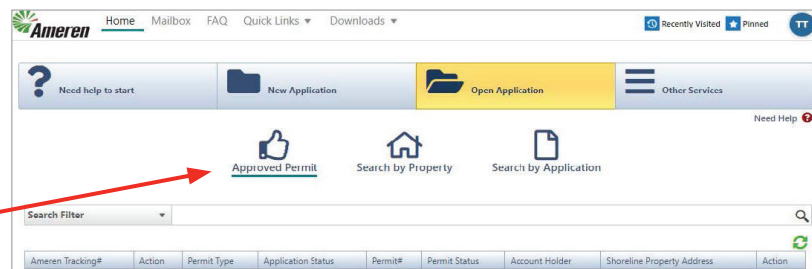 Ameren Home Mailbox FAQ Quick Links Downloads Recently Visited Pinned TT
Need help to start New Application Open Application Other Services
Need Help
Approved Permit Search by Property Search by Application
Search Filter
Ameren Tracking# Action Permit Type Application Status Permit# Permit Status Account Holder Shoreline Property Address Action